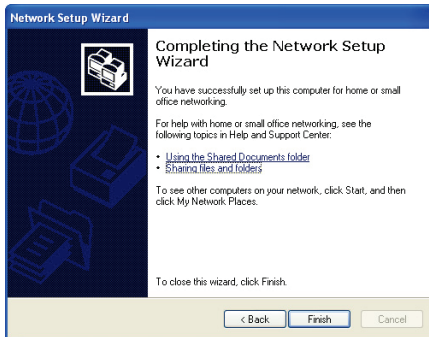 Network Setup Wizard
Completing the Network Setup
Wizard
You have successfully set up this computer for home or small
office networking.
For help with home or small office networking, see the
following topics in Help and Support Center:
• Using the Shared Documents folder
• Sharing files and folders
To see other computers on your network, click Start, and then
click My Network Places.
To close this wizard, click Finish.
< Back Finish Cancel